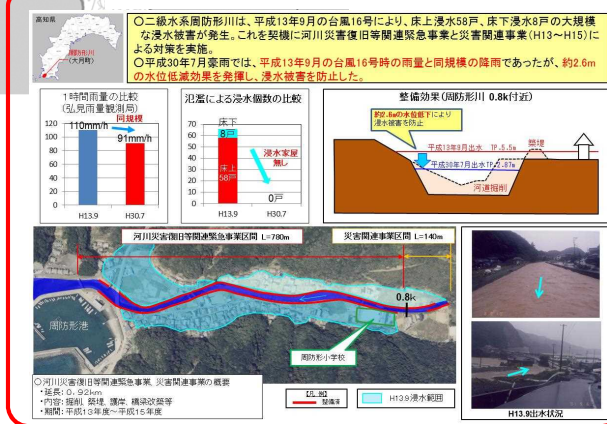 高知県
周防形川
(大月町)
○二級水系周防形川は、平成13年9月の台風16号により、床上浸水58戸、床下浸水8戸の大規模
な浸水被害が発生。これを契機に河川災害復旧等関連緊急事業と災害関連事業(H13~H15)に
よる対策を実施。
○平成30年7月豪雨では、平成13年9月の台風16号時の雨量と同規模の降雨であったが、約2.6m
の水位低減効果を発揮し、浸水被害を防止した。
1時間雨量の比較
(弘見雨量観測局)
同規模
110mm/h
91mm/h
120
100
80
60
40
20
0
H13.9
H30.7
氾濫による浸水個数の比較
床下
8戸
浸水家屋
無し
床上
58戸
0戸
70
60
50
40
30
20
10
0
H13.9
H30.7
整備効果(周防形川 0.8k付近)
約2.6mの水位低下により
浸水被害を防止
平成13年9月出水 TP.5.5m
築堤
平成30年7月出水TP.2.87m
河道掘削
河川災害復旧等関連緊急事業区間 L=780m
災害関連事業区間 L=140m
0.8k
周防形港
周防形小学校
○河川災害復旧等関連緊急事業、災害関連事業の概要
・延長:0.92km
・内容:掘削、築堤、護岸、橋梁改築等
・期間:平成13年度~平成15年度
【凡 例】
整備済
H13.9浸水範囲
H13.9出水状況